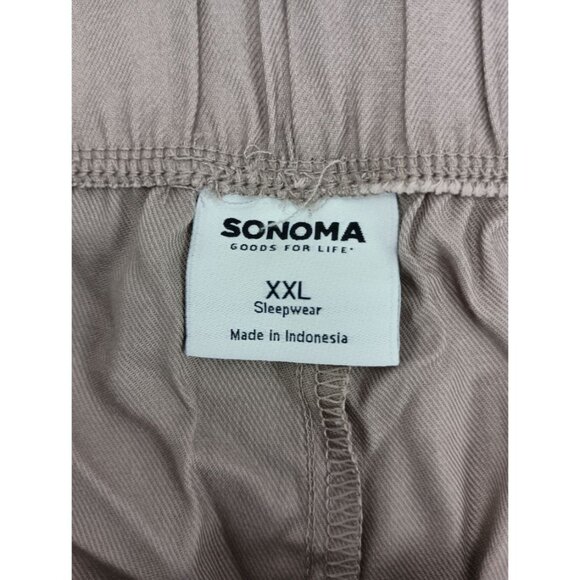 SONOMA
GOODS FOR LIFE•
XXL
Sleepwear
Made in Indonesia